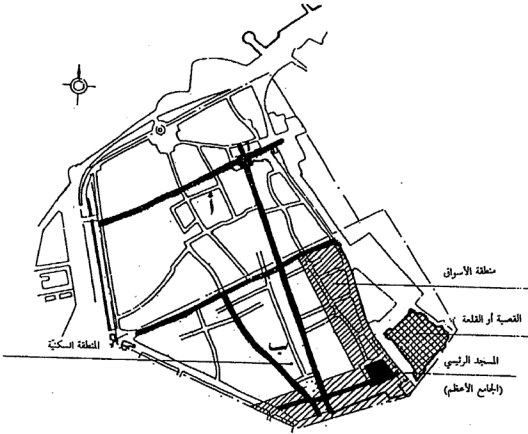 منطقة الأسواق
القصبة أو القلعة
المسجد الرئيسي
(الجامع الأعظم)
المنطقة السكنية
أ
ب